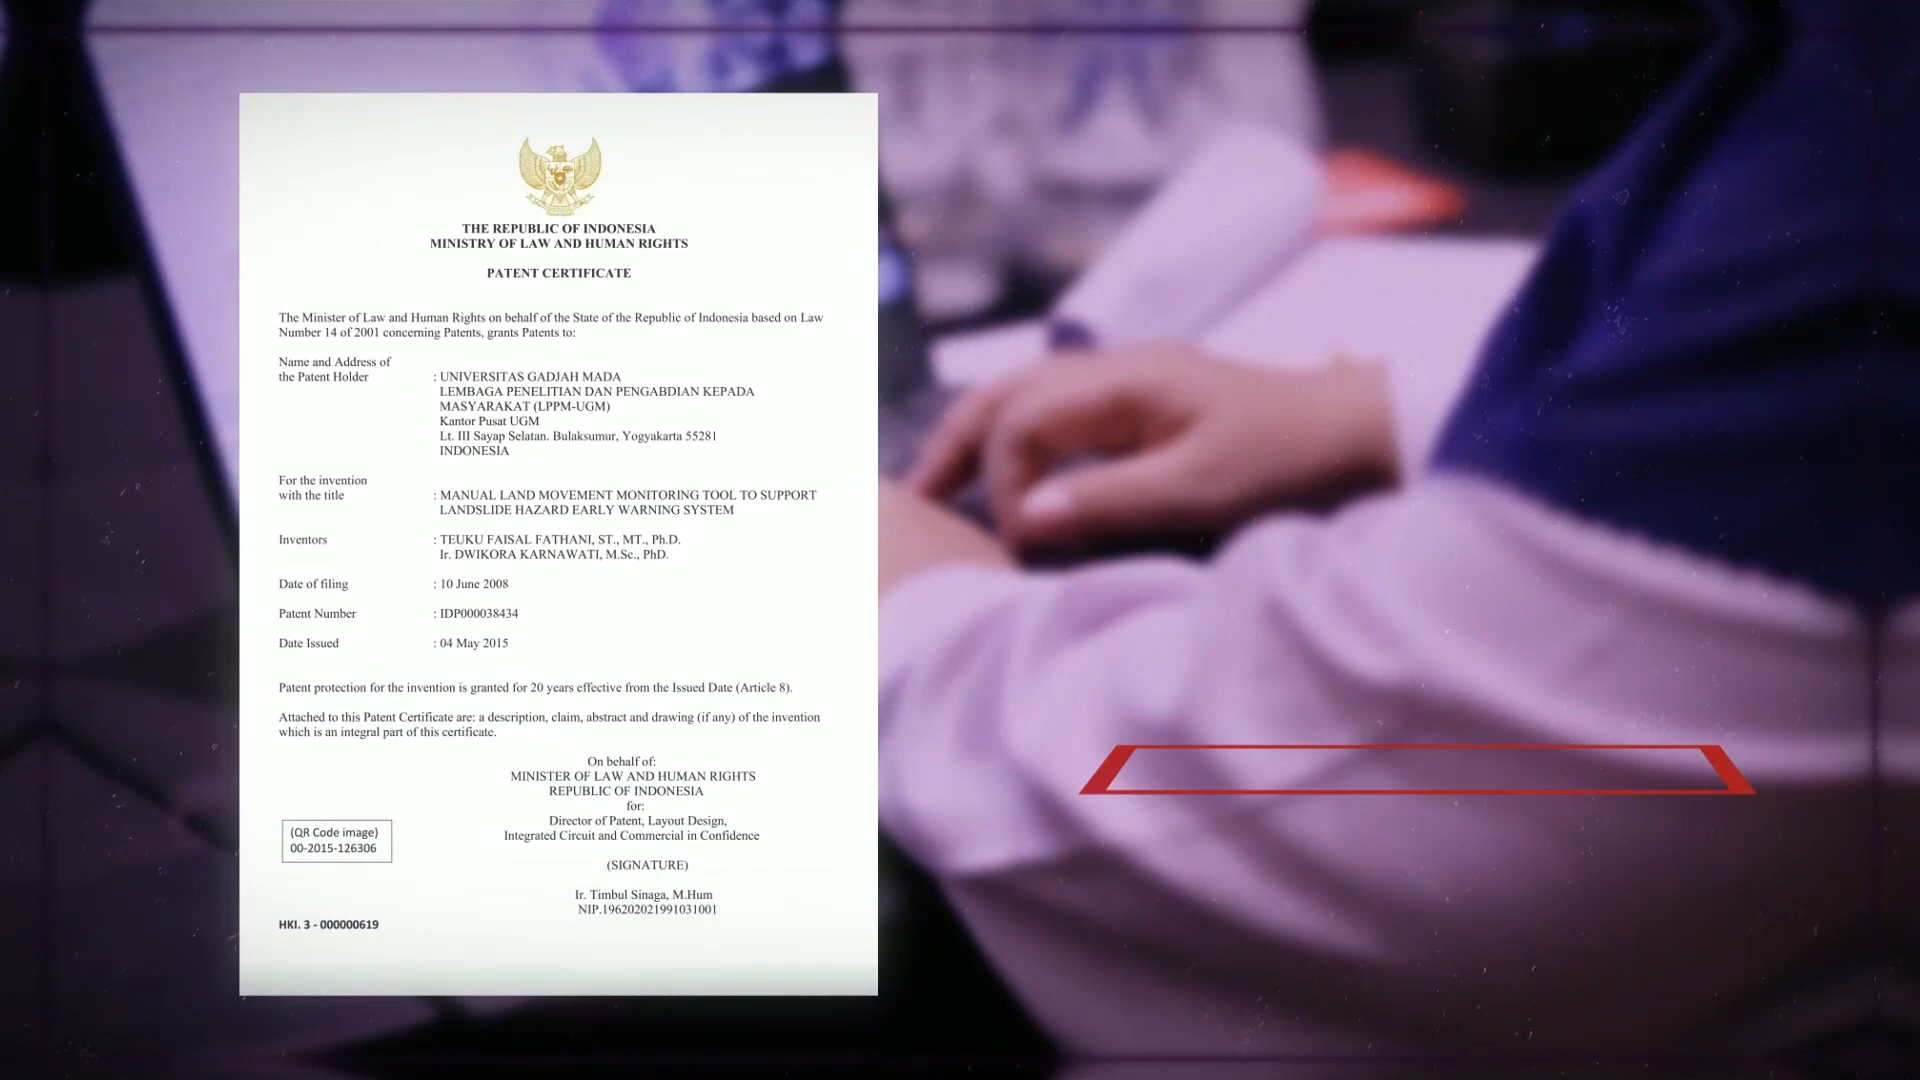 THE REPUBLIC OF INDONESIA
MINISTRY OF LAW AND HUMAN RIGHTS
PATENT CERTIFICATE
The Minister of Law and Human Rights on behalf of the State of the Republic of Indonesia based on Law
Number 14 of 2001 concerning Patents, grants Patents to:
Name and Address of
the Patent Holder : UNIVERSITAS GADJAH MADA
LEMBAGA PENELITIAN DAN PENGABDIAN KEPADA
MASYARAKAT (LPPM-UGM)
Kantor Pusat UGM
Lt. III Sayap Selatan. Bulaksumur, Yogyakarta 55281
INDONESIA
For the invention
with the title : MANUAL LAND MOVEMENT MONITORING TOOL TO SUPPORT
LANDSLIDE HAZARD EARLY WARNING SYSTEM
Inventors : TEUKU FAISAL FATHANI, ST., MT., Ph.D.
Ir. DWIKORA KARNAWATI, M.Sc., PhD.
Date of filing : 10 June 2008
Patent Number : IDP000038434
Date Issued : 04 May 2015
Patent protection for the invention is granted for 20 years effective from the Issued Date (Article 8).
Attached to this Patent Certificate are: a description, claim, abstract and drawing (if any) of the invention
which is an integral part of this certificate.
On behalf of:
MINISTER OF LAW AND HUMAN RIGHTS
REPUBLIC OF INDONESIA
for:
Director of Patent, Layout Design,
Integrated Circuit and Commercial in Confidence
(QR Code image)
00-2015-126306
(SIGNATURE)
Ir. Timbul Sinaga, M.Hum
NIP.196202021991031001
HKI. 3 - 000000619